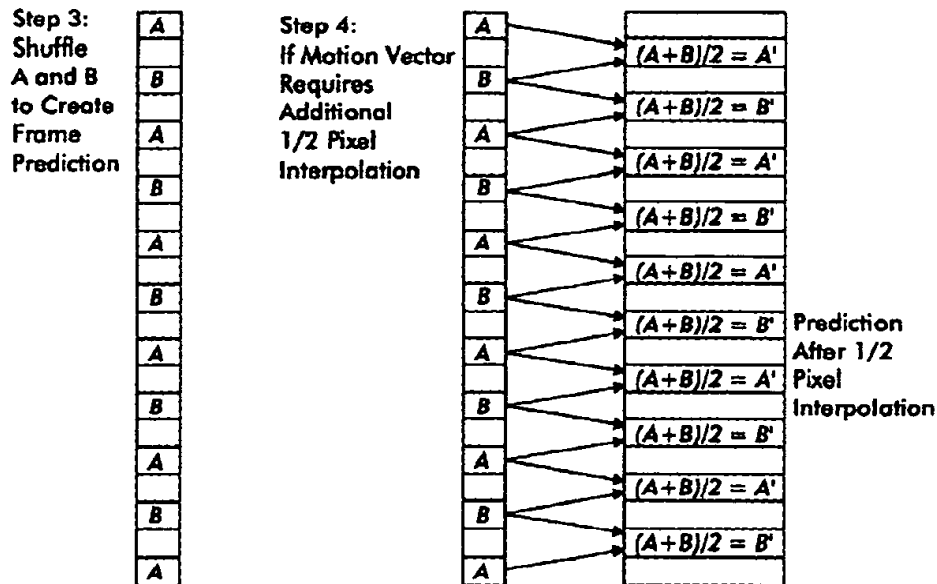 Step 3:
Shuffle
A and B
to Create
Frame
Prediction
A
B
A
B
A
B
A
B
A
B
A
Step 4:
If Motion Vector
Requires
Additional
1/2 Pixel
Interpolation
A
B
A
B
A
B
A
B
A
B
A
(A+B)/2 = A'
(A+B)/2 = B'
(A+B)/2 = A'
(A+B)/2 = B'
(A+B)/2 = A'
(A+B)/2 = B'
(A+B)/2 = A'
(A+B)/2 = B'
(A+B)/2 = A'
(A+B)/2 = B'
Prediction
After 1/2
Pixel
Interpolation